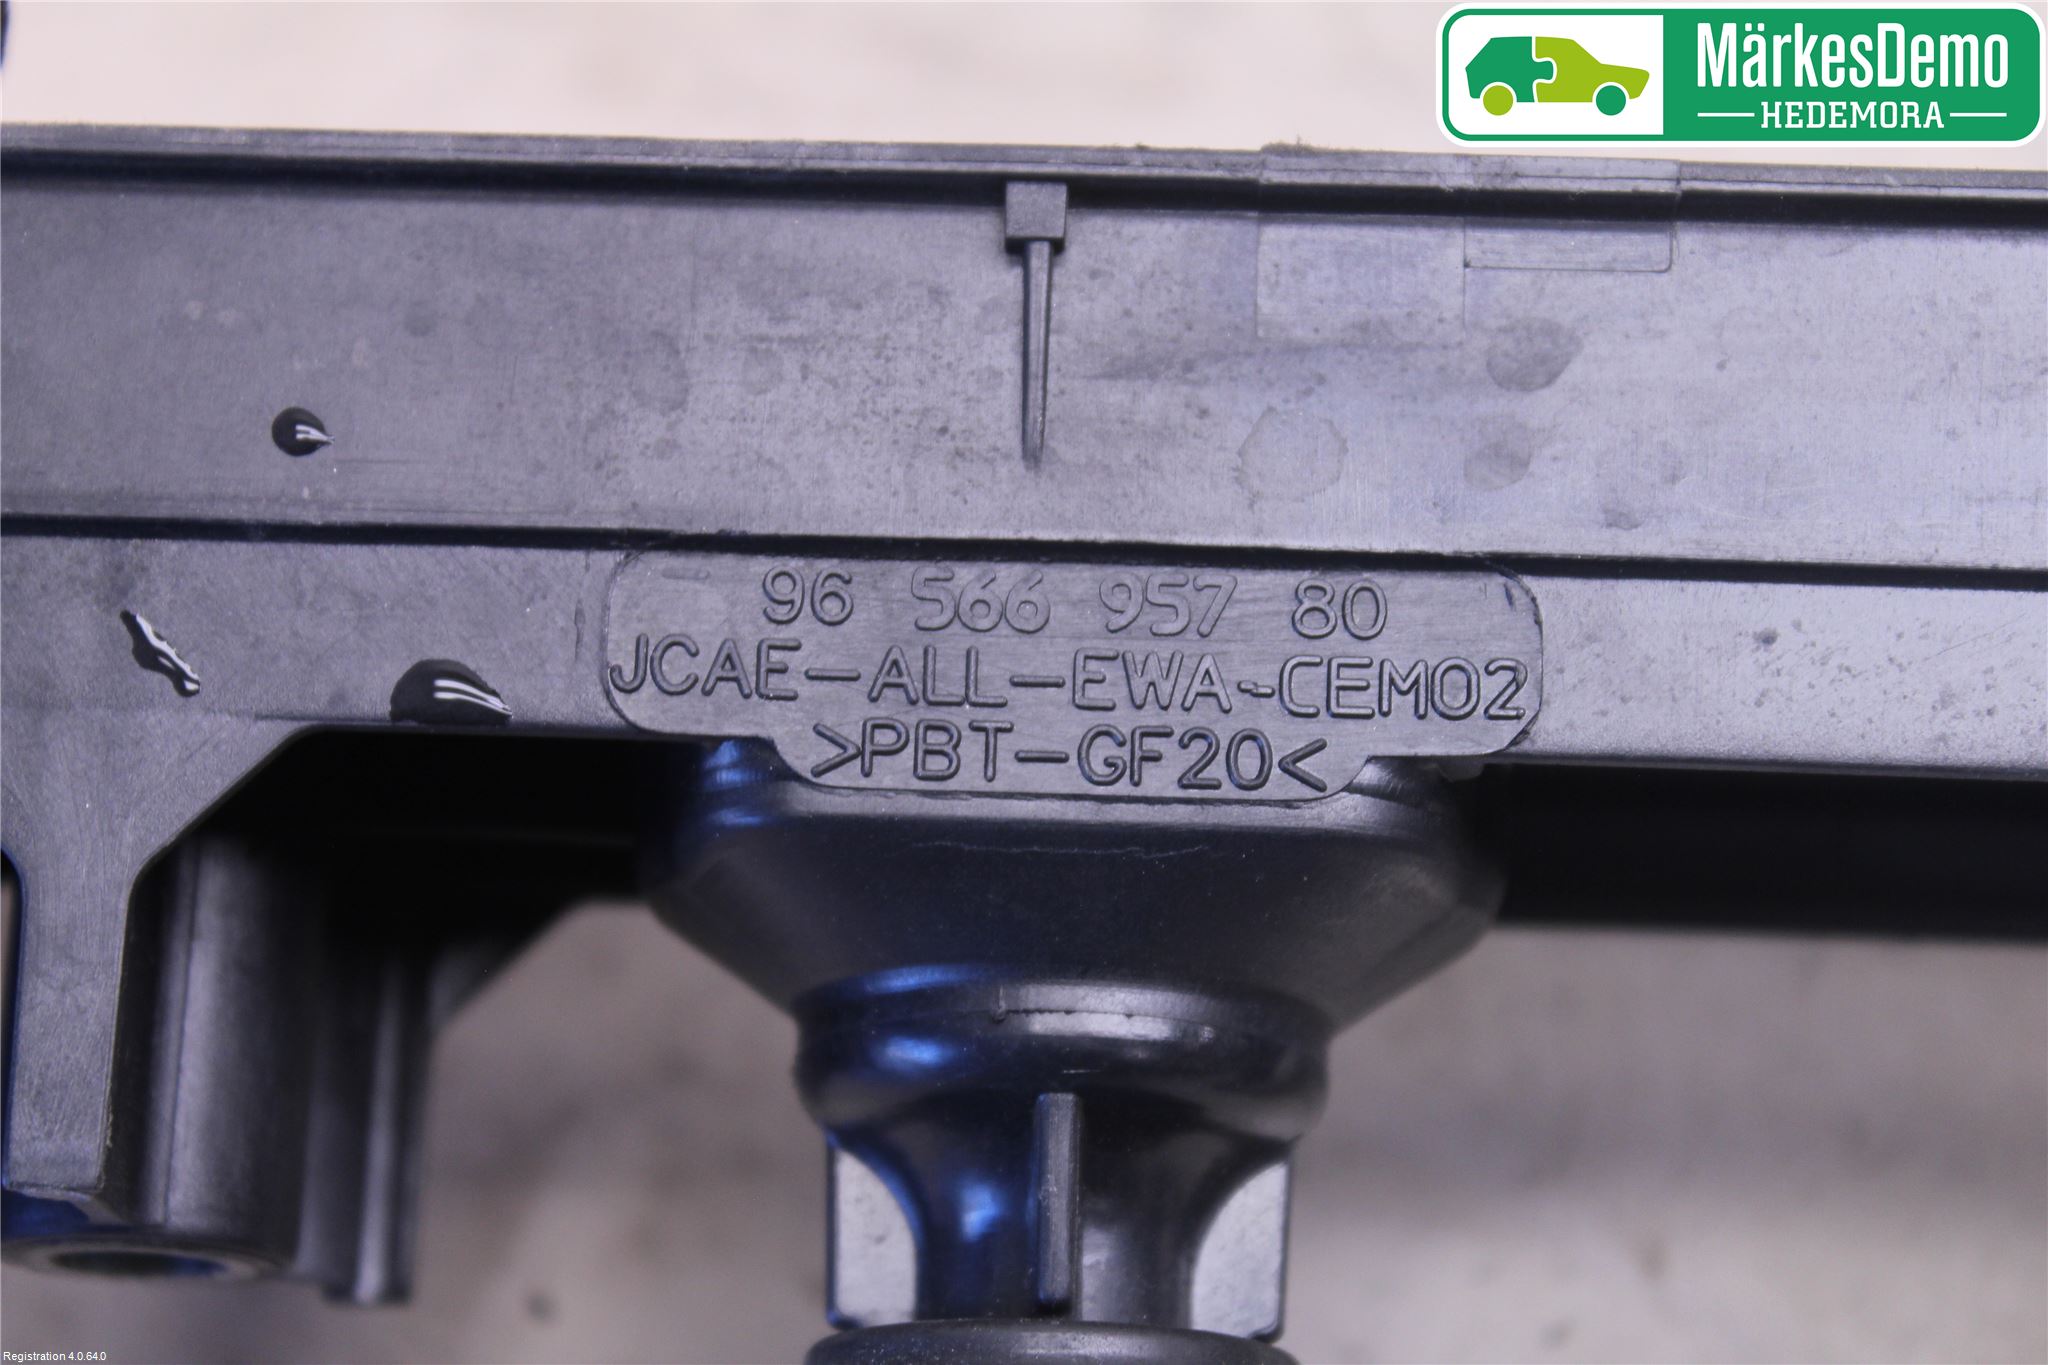 MärkesDemo
HEDEMORA
96 566 957 80
JCAE-ALL-EWA-CEM02
>PBT-GF20<
Registration 4.0.64.0